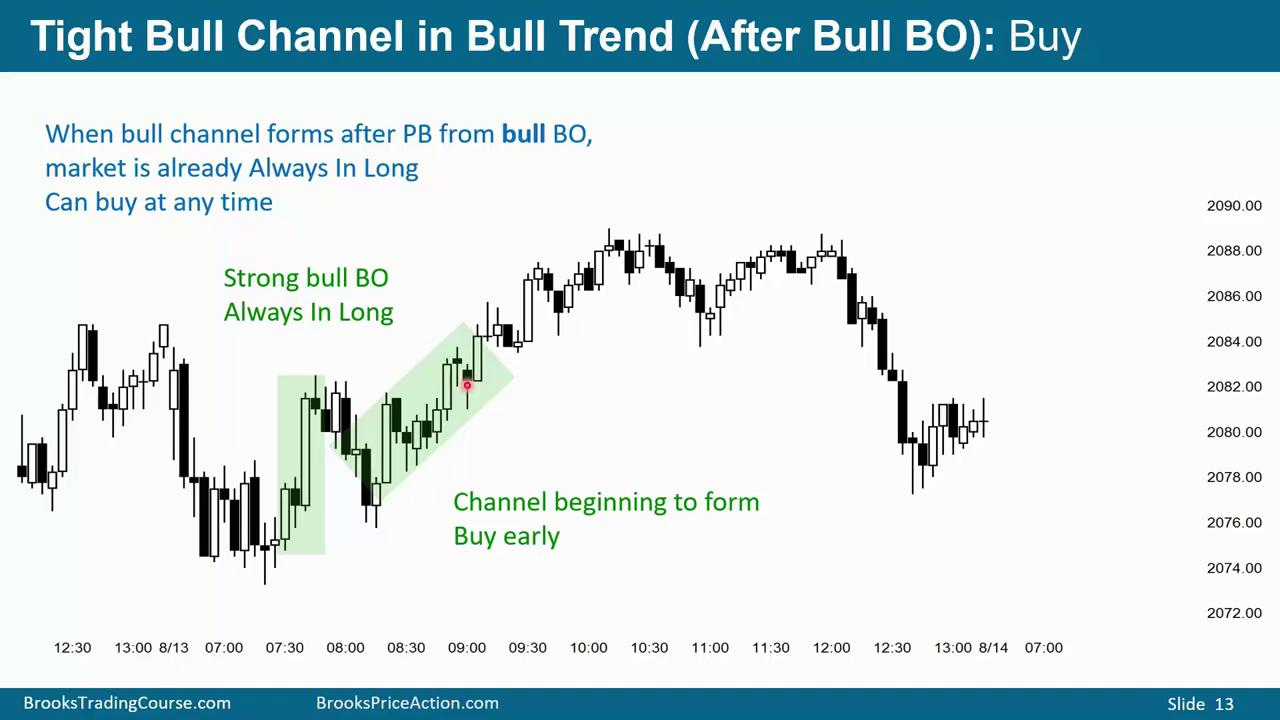 Tight Bull Channel in Bull Trend (After Bull BO): Buy
When bull channel forms after PB from bull BO,
market is already Always In Long
Can buy at any time
Strong bull BO
Always In Long
Channel beginning to form
Buy early
2090.00
2088.00
2086.00
2084.00
2082.00
2080.00
2078.00
2076.00
2074.00
2072.00
12:30 13:00 8/13 07:00 07:30 08:00 08:30 09:00 09:30 10:00 10:30 11:00 11:30 12:00 12:30 13:00 8/14 07:00
BrooksTradingCourse.com BrooksPriceAction.com Slide 13